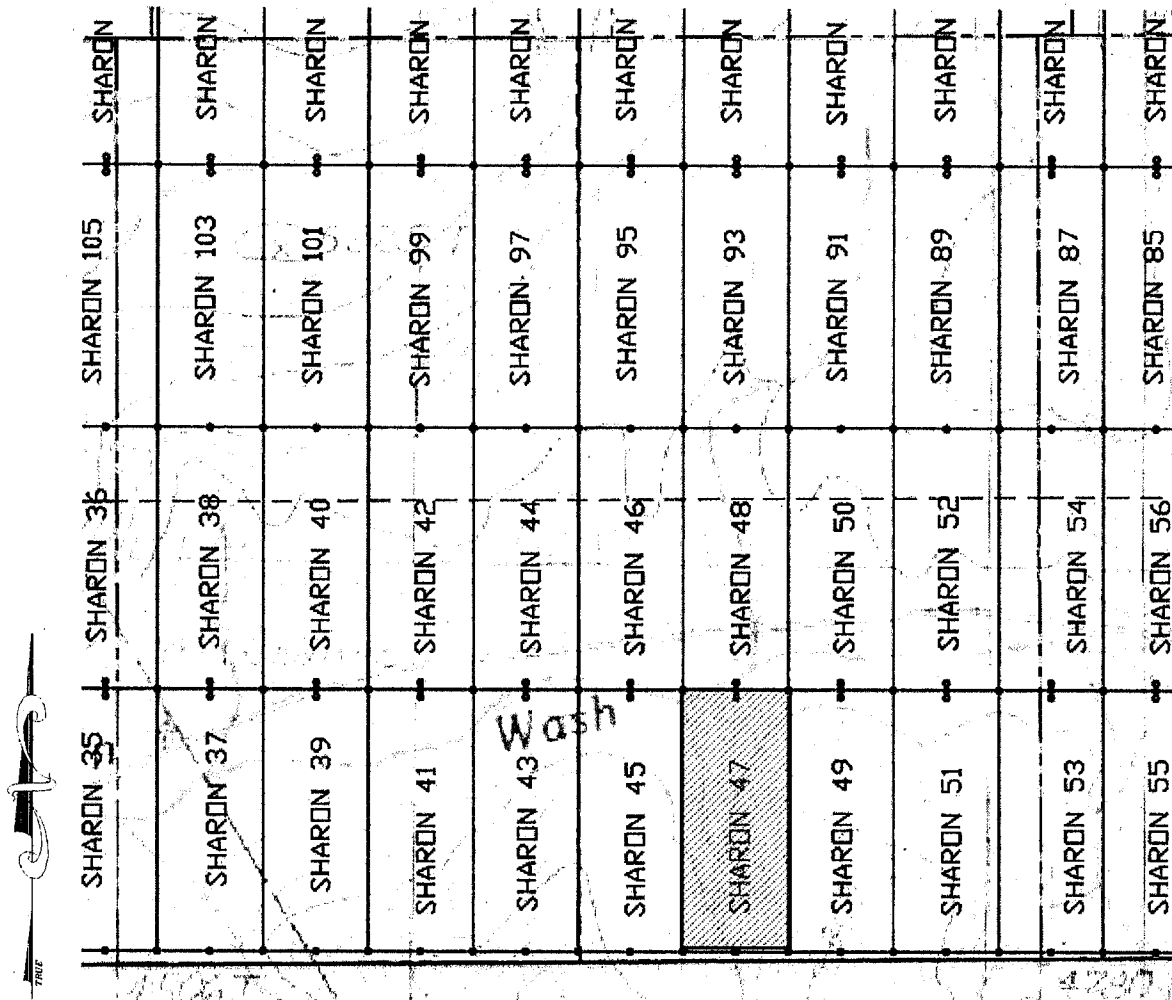 SHARON
SHARON
SHARON
SHARON
SHARON
SHARON
SHARON
SHARON
SHARON
SHARON
SHARON
SHARON 105
SHARON 103
SHARON 101
SHARON 99
SHARON 97
SHARON 95
SHARON 93
SHARON 91
SHARON 89
SHARON 87
SHARON 85
SHARON 36
SHARON 38
SHARON 40
SHARON 42
SHARON 44
SHARON 46
SHARON 48
SHARON 50
SHARON 52
SHARON 54
SHARON 56
Wash
SHARON 35
SHARON 37
SHARON 39
SHARON 41
SHARON 43
SHARON 45
SHARON 47
SHARON 49
SHARON 51
SHARON 53
SHARON 55
TRUE